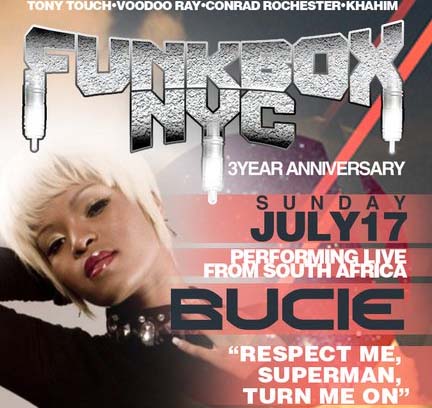 TONY TOUCH•VOODOO RAY•CONRAD ROCHESTER•KHAHIM
FUNKBOX
NYC
3YEAR ANNIVERSARY
SUNDAY
JULY17
PERFORMING LIVE
FROM SOUTH AFRICA
BUCIE
“RESPECT ME,
SUPERMAN,
TURN ME ON”